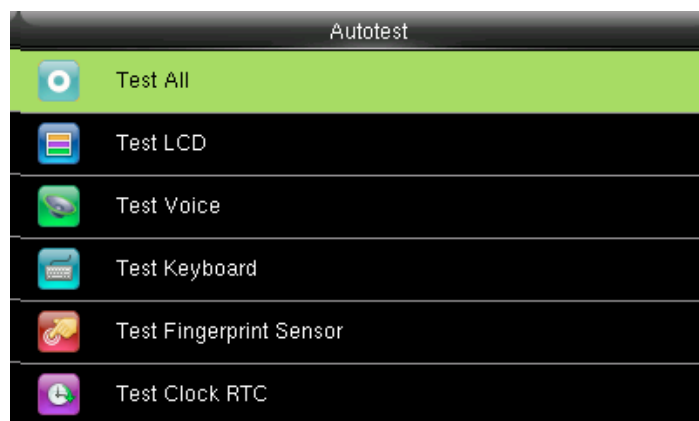 Autotest
Test All
Test LCD
Test Voice
Test Keyboard
Test Fingerprint Sensor
Test Clock RTC